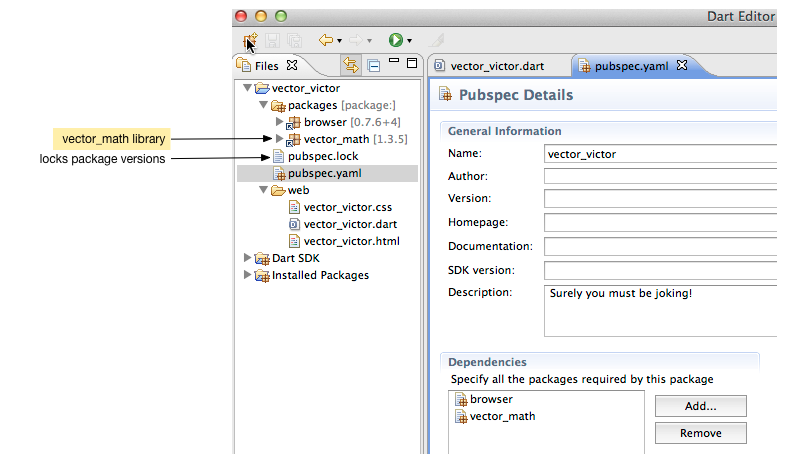 Dart Editor
Files
vector_victor.dart
pubspec.yaml
vector_victor
packages [package:]
browser [0.7.6+4]
vector_math library
vector_math [1.3.5]
locks package versions
pubspec.lock
pubspec.yaml
web
vector_victor.css
vector_victor.dart
vector_victor.html
Dart SDK
Installed Packages
Pubspec Details
General Information
Name: vector_victor
Author:
Version:
Homepage:
Documentation:
SDK version:
Description: Surely you must be joking!
Dependencies
Specify all the packages required by this package
browser
vector_math
Add...
Remove